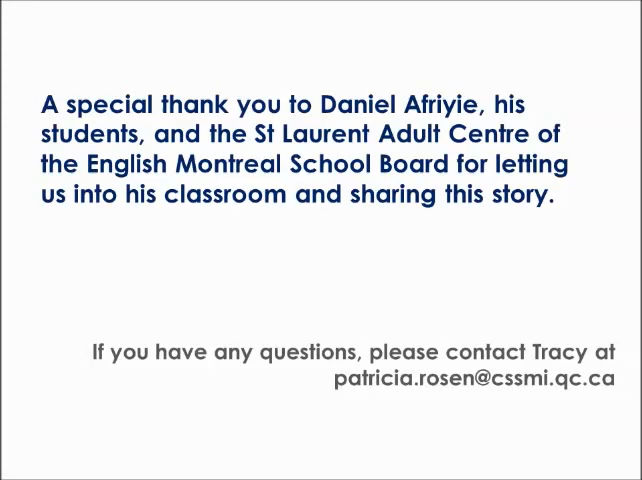 A special thank you to Daniel Afriyie, his
students, and the St Laurent Adult Centre of
the English Montreal School Board for letting
us into his classroom and sharing this story.
If you have any questions, please contact Tracy at
patricia.rosen@cssmi.qc.ca